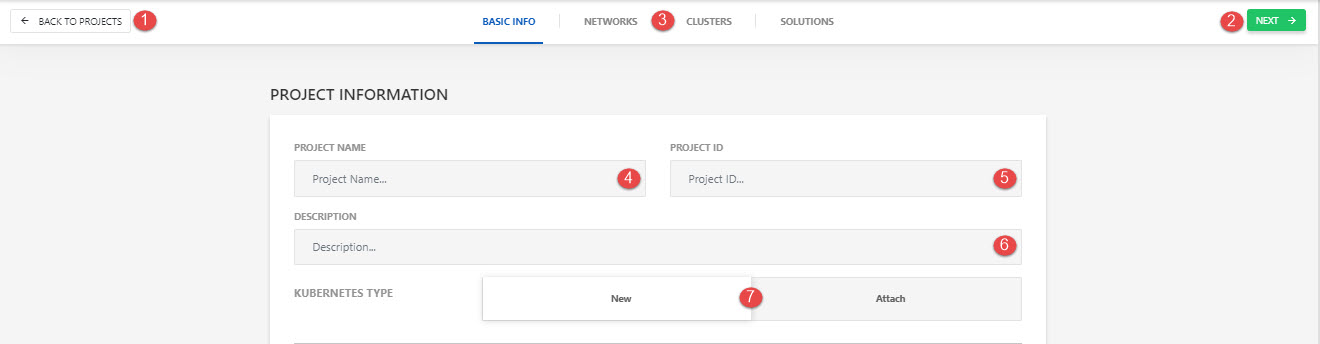 BACK TO PROJECTS 1 BASIC INFO NETWORKS 3 CLUSTERS SOLUTIONS 2 NEXT
PROJECT INFORMATION
PROJECT NAME PROJECT ID
Project Name... 4 Project ID... 5
DESCRIPTION
Description... 6
KUBERNETES TYPE New 7 Attach